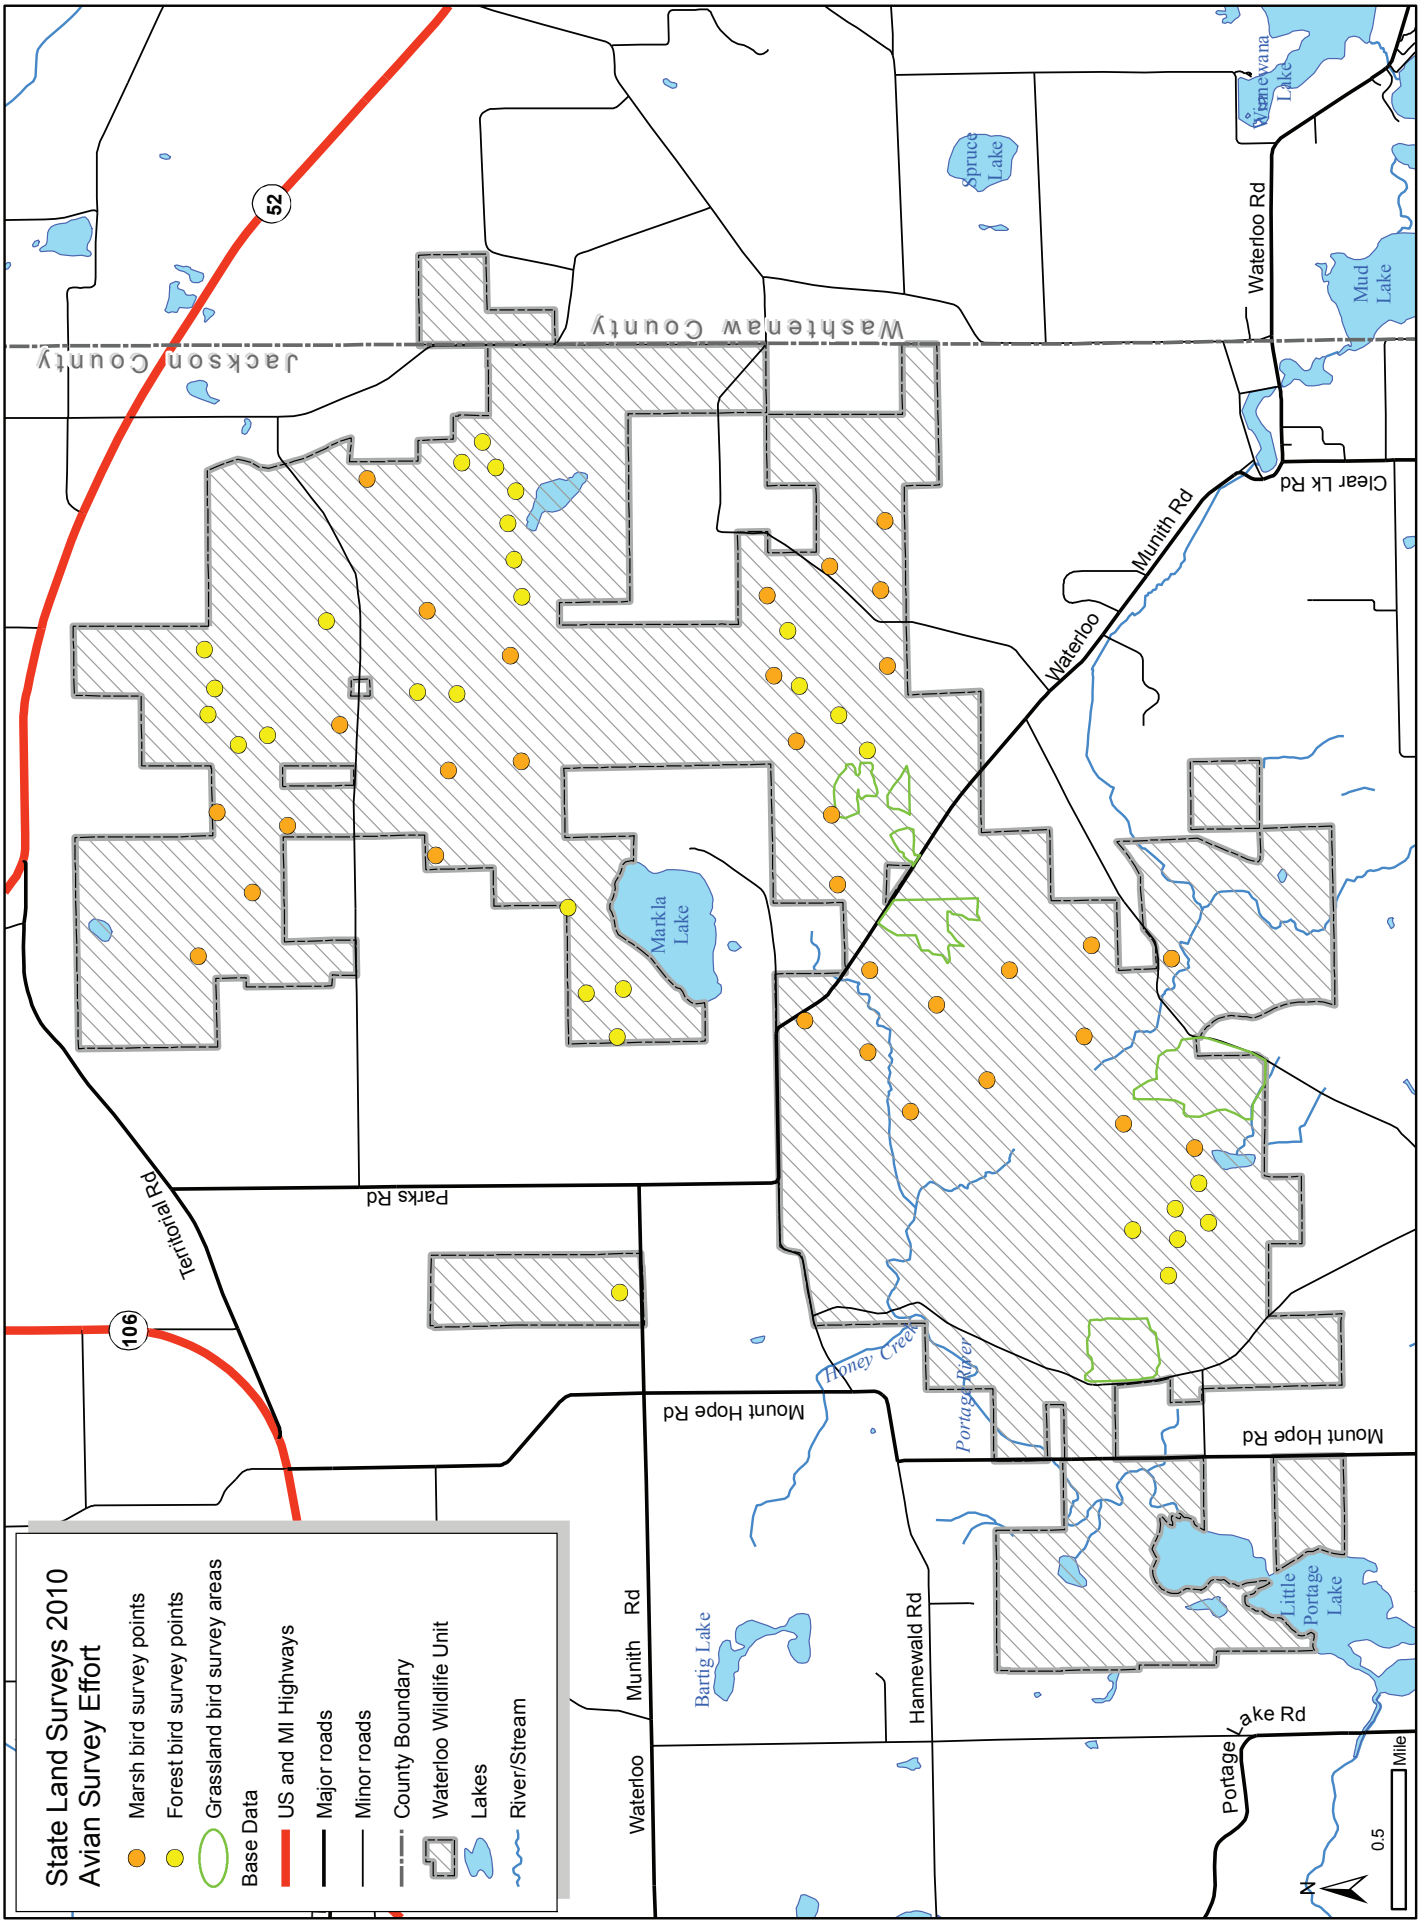 State Land Surveys 2010
Avian Survey Effort
Marsh bird survey points
Forest bird survey points
Grassland bird survey areas
Base Data
US and MI Highways
Major roads
Minor roads
County Boundary
Waterloo Wildlife Unit
Lakes
River/Stream
106
52
Territorial Rd
Parks Rd
Jackson County
Washtenaw County
Markla
Lake
Spruce
Lake
Winnewana
Lake
Waterloo Rd
Mud
Lake
Clear Lk Rd
Waterloo Munith Rd
Waterloo Munith Rd
Mount Hope Rd
Honey Creek
Portage River
Mount Hope Rd
Bartig Lake
Hannewald Rd
Little
Portage
Lake
Portage Lake Rd
N
0.5
Mile